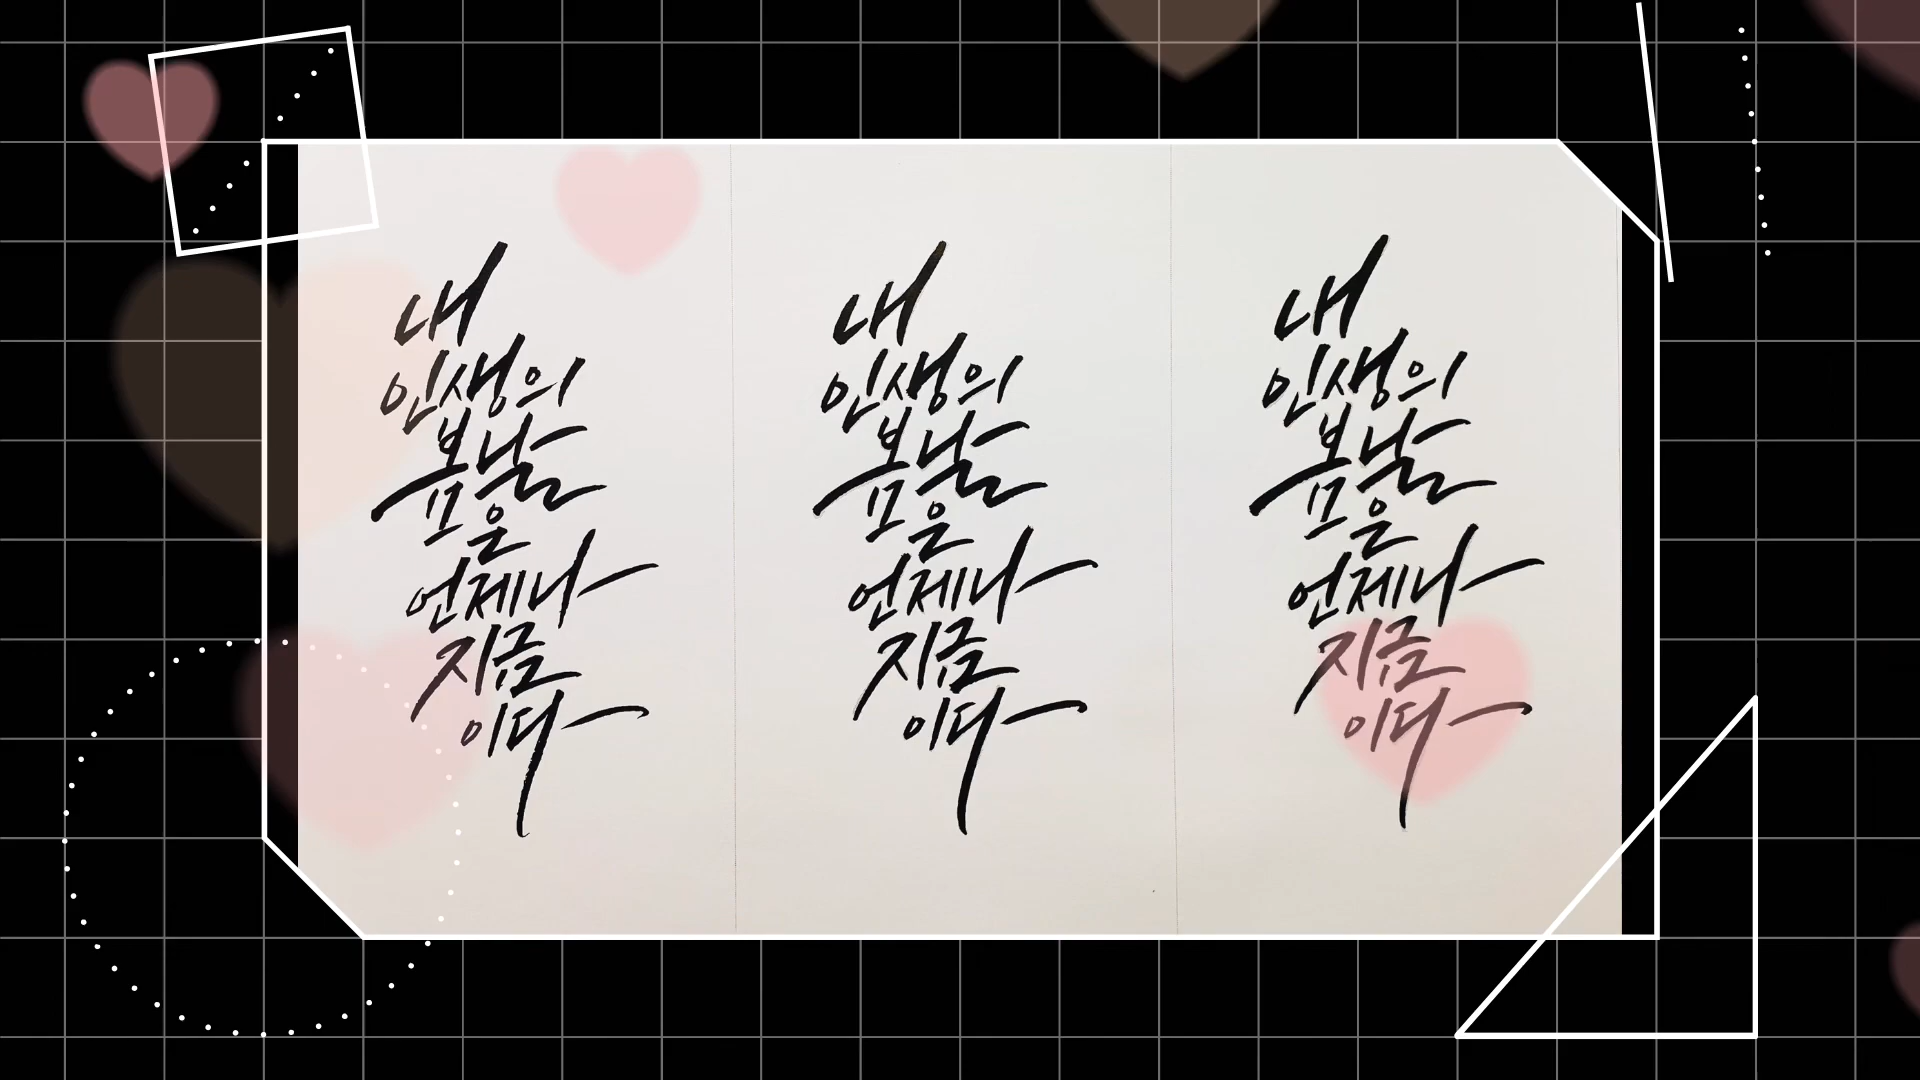 내
인생의
봄날
은
언제나
지금
이다
내
인생의
봄날
은
언제나
지금
이다
내
인생의
봄날
은
언제나
지금
이다